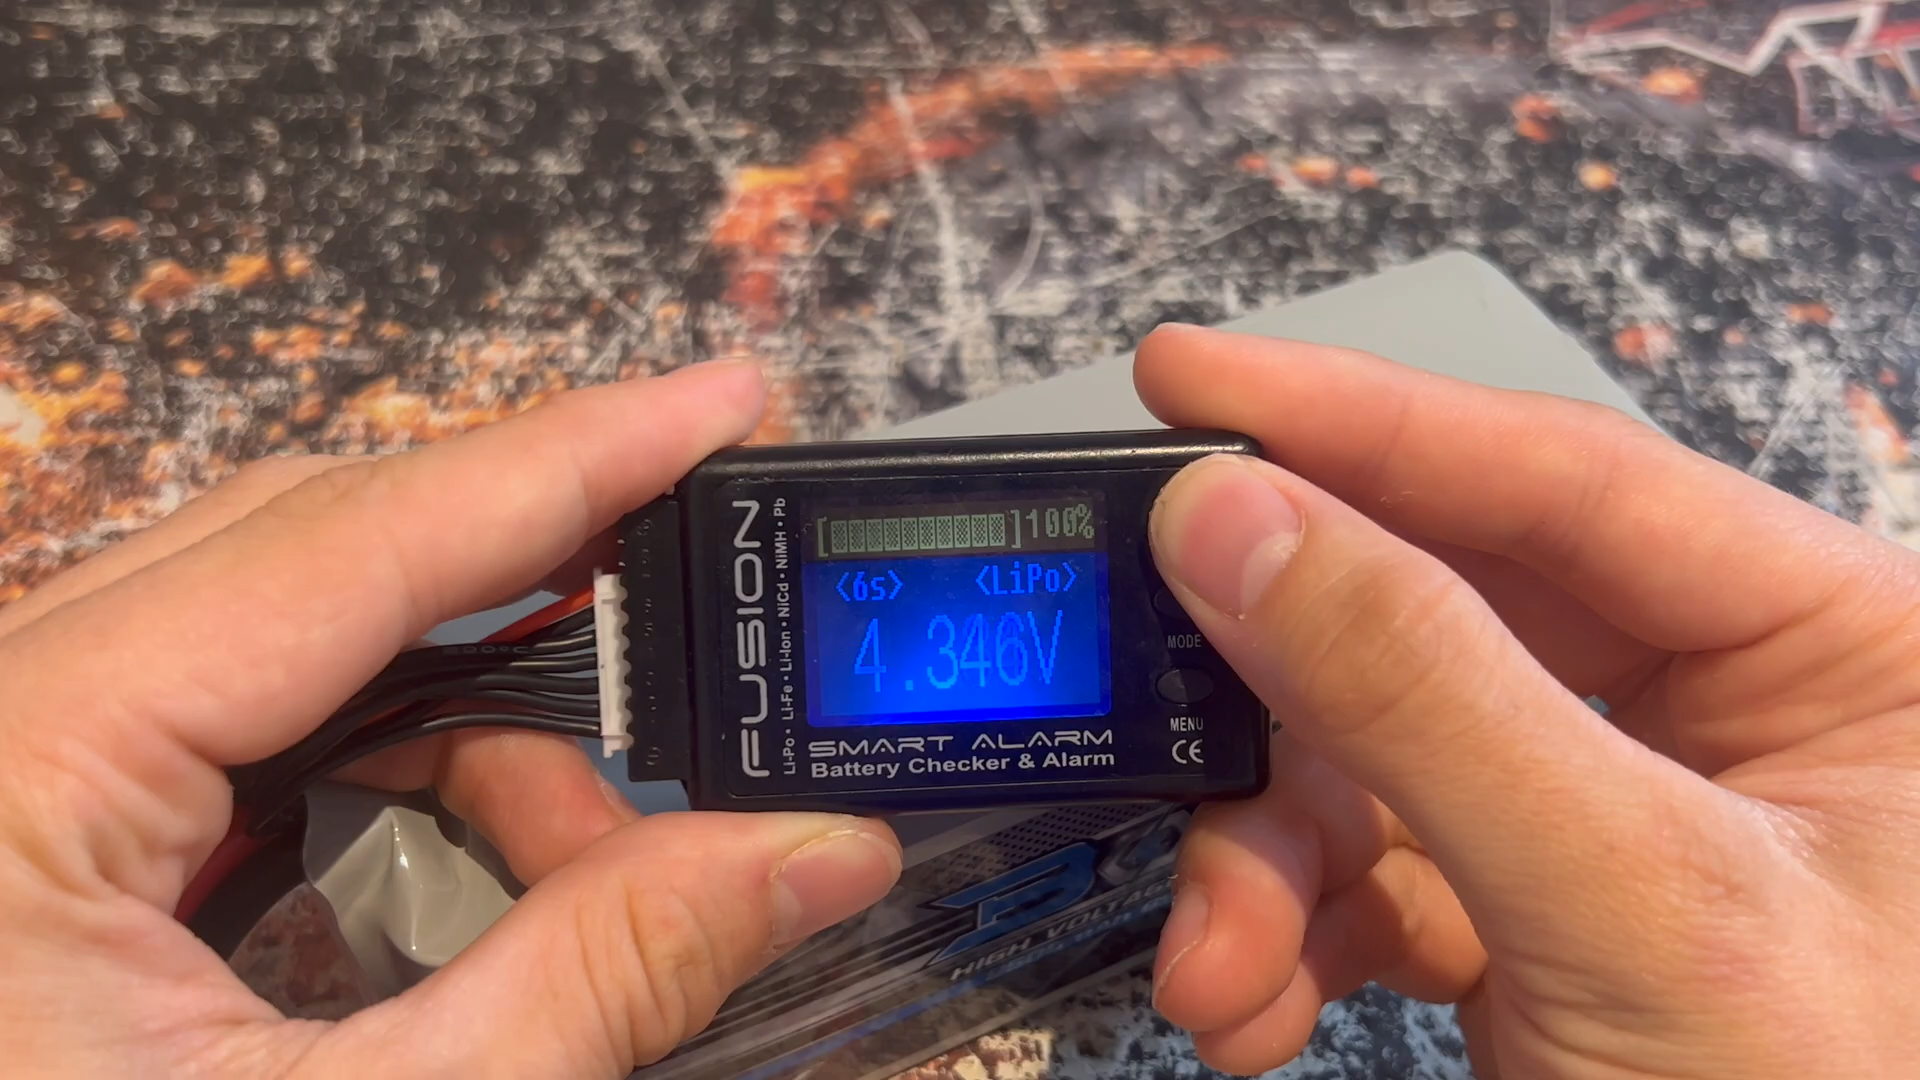 [▒▒▒▒▒▒▒▒▒▒]100%
<6s> <LiPo>
4.346V
FUSION
Li-Po • Li-Fe • Li-Ion • NiCd • NiMH • Pb
SMART ALARM
Battery Checker & Alarm
MODE
MENU
CE
200°C
HIGH VOLTAGE